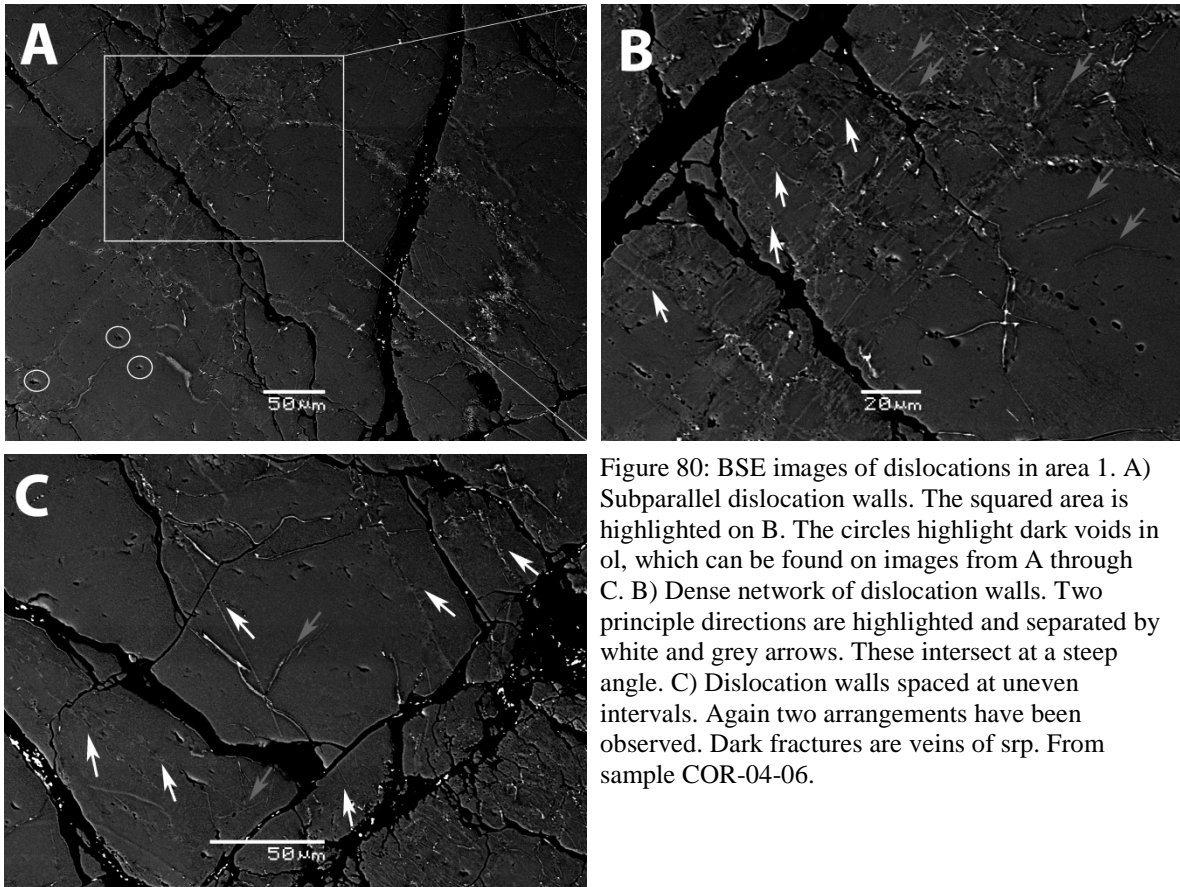 A
50µm
B
20µm
C
50µm
Figure 80: BSE images of dislocations in area 1. A)
Subparallel dislocation walls. The squared area is
highlighted on B. The circles highlight dark voids in
ol, which can be found on images from A through
C. B) Dense network of dislocation walls. Two
principle directions are highlighted and separated by
white and grey arrows. These intersect at a steep
angle. C) Dislocation walls spaced at uneven
intervals. Again two arrangements have been
observed. Dark fractures are veins of srp. From
sample COR-04-06.